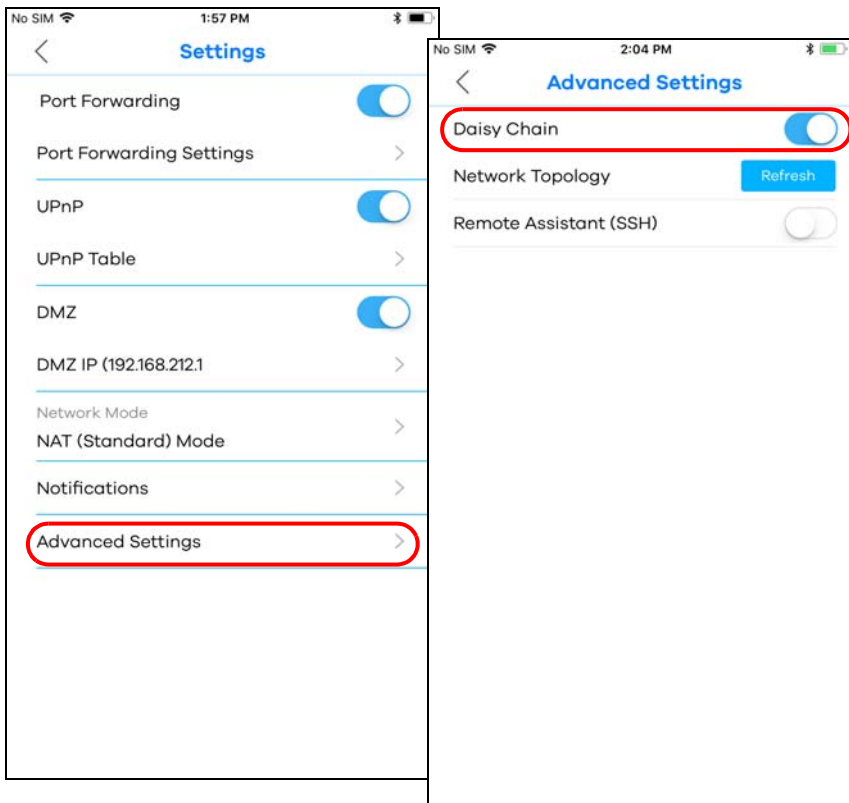 No SIM 1:57 PM
Settings
Port Forwarding
Port Forwarding Settings
UPnP
UPnP Table
DMZ
DMZ IP (192.168.212.1
Network Mode
NAT (Standard) Mode
Notifications
Advanced Settings
No SIM 2:04 PM
Advanced Settings
Daisy Chain
Network Topology Refresh
Remote Assistant (SSH)